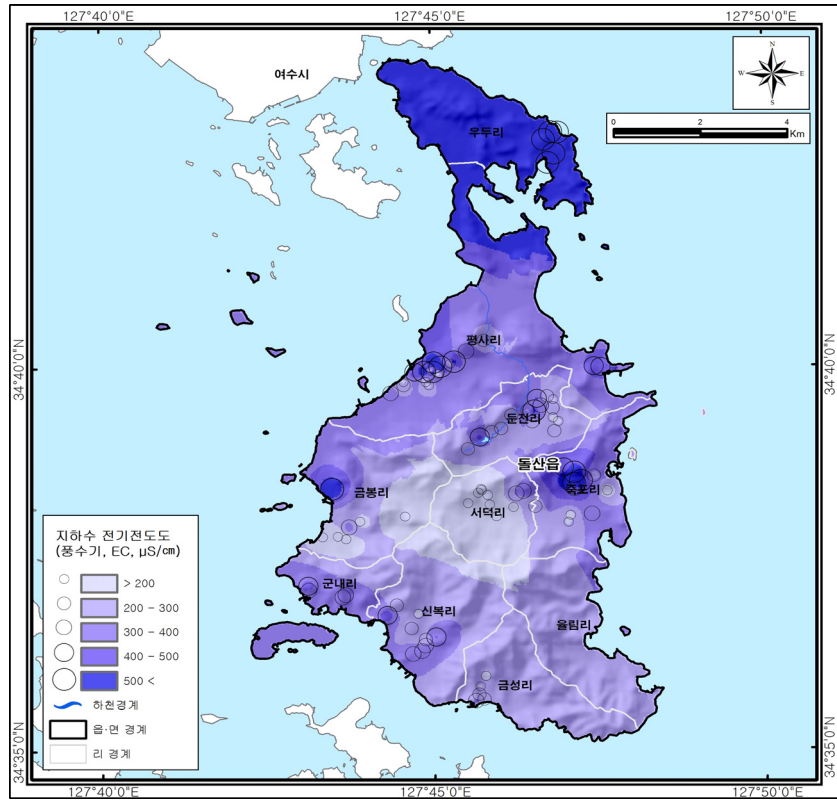 127°40'0"E
127°45'0"E
127°50'0"E
여수시
N
W
E
S
0 2 4
Km
우두리
34°40'0"N
34°40'0"N
평사리
둔전리
돌산읍
금봉리
죽포리
서덕리
지하수 전기전도도
(풍수기, EC, µS/㎝)
> 200
200 - 300
300 - 400
400 - 500
500 <
하천경계
읍·면 경계
리 경계
군내리
신복리
율림리
금성리
34°35'0"N
34°35'0"N
127°40'0"E
127°45'0"E
127°50'0"E